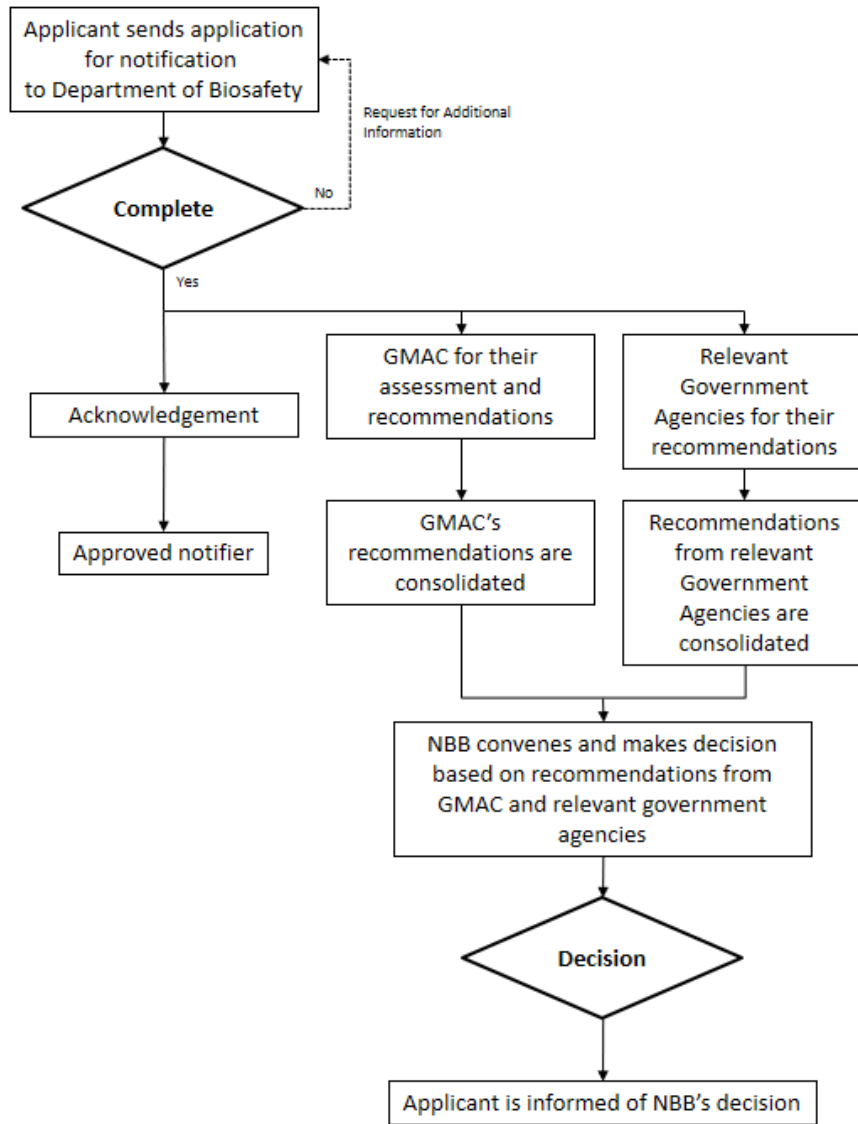 Applicant sends application
for notification
to Department of Biosafety
Request for Additional
Information
No
Complete
Yes
Acknowledgement
GMAC for their
assessment and
recommendations
Relevant
Government
Agencies for their
recommendations
Approved notifier
GMAC’s
recommendations are
consolidated
Recommendations
from relevant
Government
Agencies are
consolidated
NBB convenes and makes decision
based on recommendations from
GMAC and relevant government
agencies
Decision
Applicant is informed of NBB’s decision